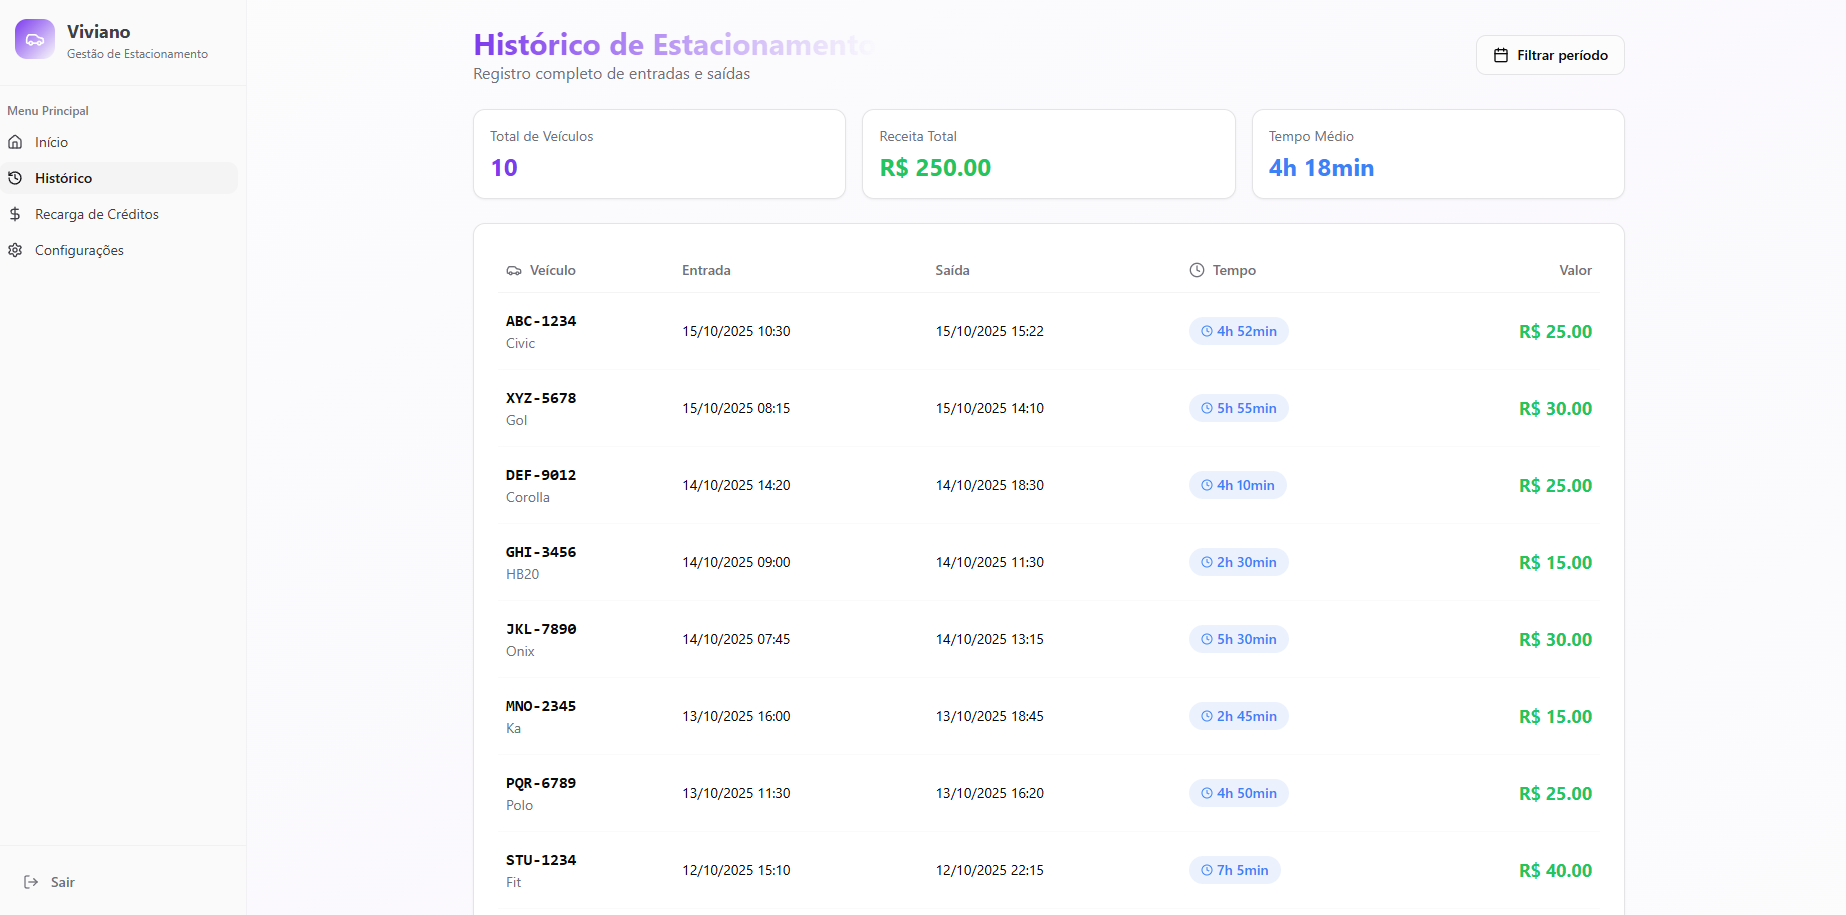 Viviano
Gestão de Estacionamento
Menu Principal
Início
Histórico
Recarga de Créditos
Configurações
Sair
Histórico de Estacionamento
Registro completo de entradas e saídas
Filtrar período
Total de Veículos
10
Receita Total
R$ 250.00
Tempo Médio
4h 18min
Veículo Entrada Saída Tempo Valor
ABC-1234
Civic
15/10/2025 10:30 15/10/2025 15:22 4h 52min R$ 25.00
XYZ-5678
Gol
15/10/2025 08:15 15/10/2025 14:10 5h 55min R$ 30.00
DEF-9012
Corolla
14/10/2025 14:20 14/10/2025 18:30 4h 10min R$ 25.00
GHI-3456
HB20
14/10/2025 09:00 14/10/2025 11:30 2h 30min R$ 15.00
JKL-7890
Onix
14/10/2025 07:45 14/10/2025 13:15 5h 30min R$ 30.00
MNO-2345
Ka
13/10/2025 16:00 13/10/2025 18:45 2h 45min R$ 15.00
PQR-6789
Polo
13/10/2025 11:30 13/10/2025 16:20 4h 50min R$ 25.00
STU-1234
Fit
12/10/2025 15:10 12/10/2025 22:15 7h 5min R$ 40.00